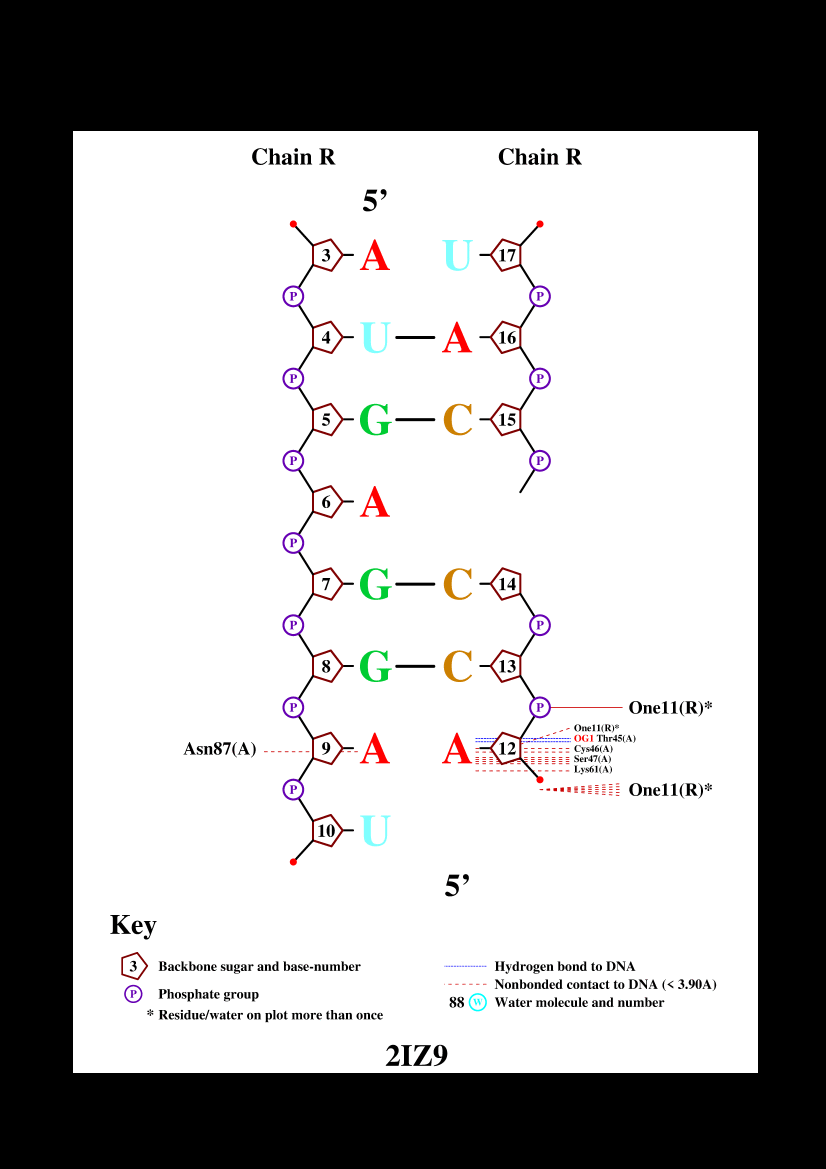 Chain R Chain R
5’
3 A U 17
P P
4 U A 16
P P
5 G C 15
P P
6 A
P
7 G C 14
P P
8 G C 13
P P One11(R)*
One11(R)*
OG1 Thr45(A)
Asn87(A) 9 A A 12 Cys46(A)
Ser47(A)
Lys61(A)
P One11(R)*
10 U
5’
Key
3 Backbone sugar and base-number
P Phosphate group
* Residue/water on plot more than once
Hydrogen bond to DNA
Nonbonded contact to DNA (< 3.90A)
88 W Water molecule and number
2IZ9